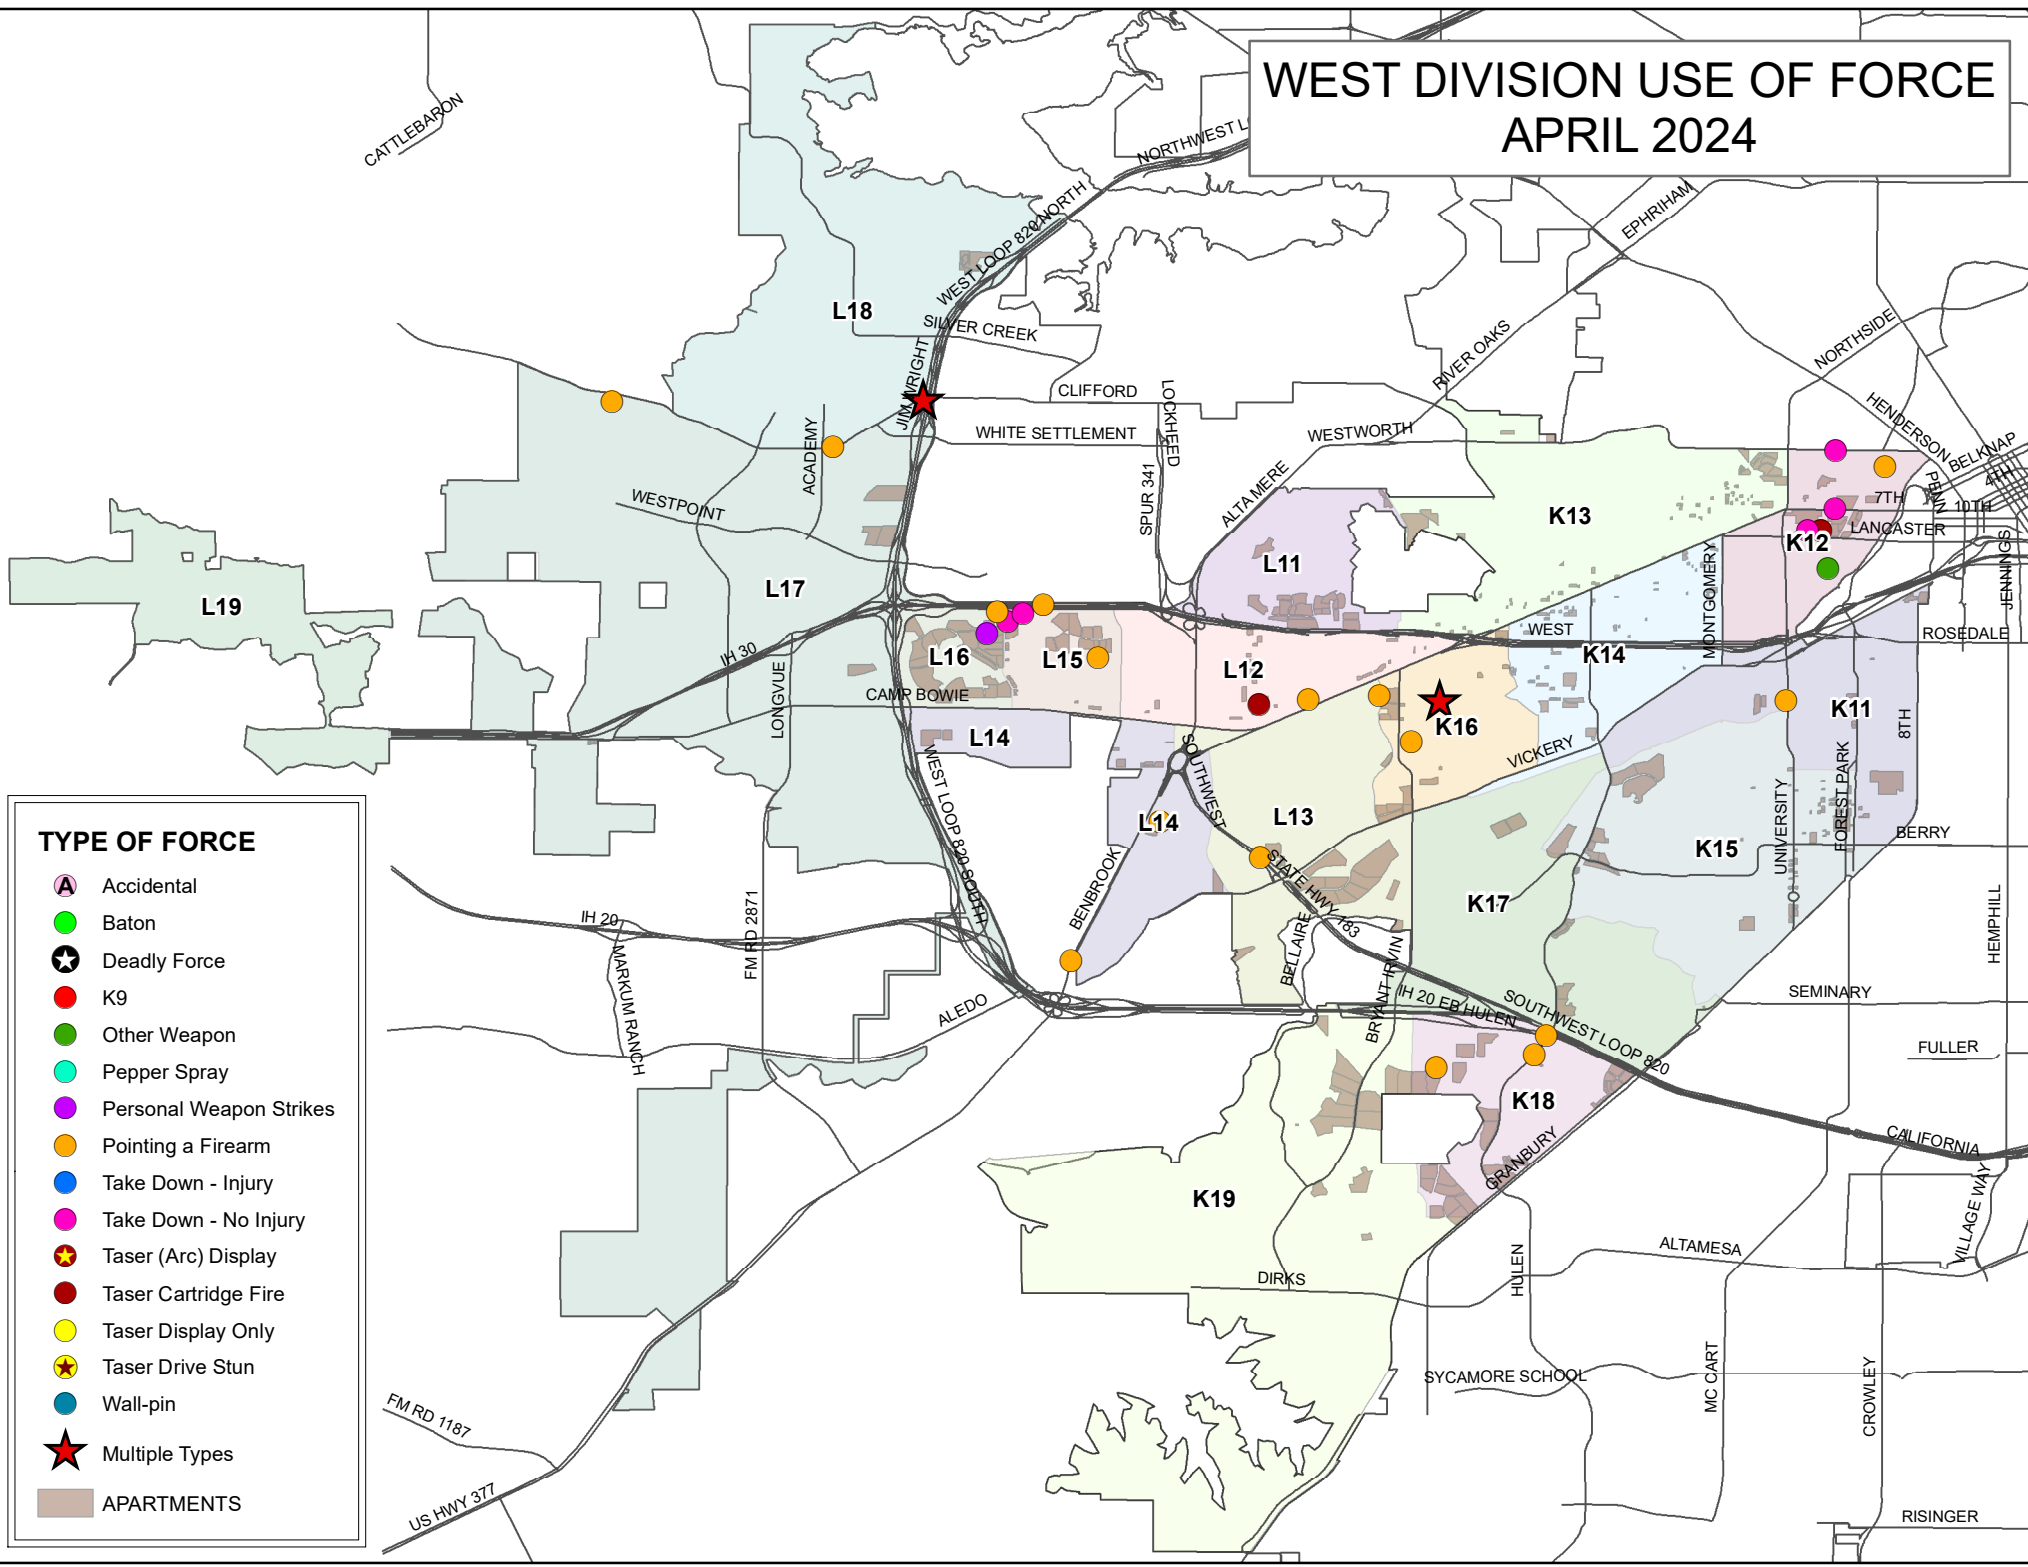 WEST DIVISION USE OF FORCE
APRIL 2024
CATTLEBARON
NORTHWEST L
EPHRIHAM
WEST LOOP 820 NORTH
L18
SILVER CREEK
NORTHSIDE
RIVER OAKS
JIM WRIGHT
CLIFFORD
LOCKHEED
HENDERSON
WHITE SETTLEMENT
WESTWORTH
BELKNAP
ACADEMY
4TH
PENN
SPUR 341
ALTA MERE
WESTPOINT
7TH
10TH
K13
LANCASTER
K12
L11
MONTGOMERY
JENNINGS
L17
L19
WEST
ROSEDALE
IH 30
L16
L15
L12
K14
LONGVUE
CAMP BOWIE
K11
8TH
K16
L14
SOUTHWEST
VICKERY
WEST LOOP 820 SOUTH
UNIVERSITY
FOREST PARK
L14
L13
BERRY
K15
TYPE OF FORCE
Accidental
Baton
Deadly Force
K9
Other Weapon
Pepper Spray
Personal Weapon Strikes
Pointing a Firearm
Take Down - Injury
Take Down - No Injury
Taser (Arc) Display
Taser Cartridge Fire
Taser Display Only
Taser Drive Stun
Wall-pin
Multiple Types
APARTMENTS
A
STATE HWY 183
BENBROOK
K17
IH 20
FM RD 2871
BELLAIRE
HEMPHILL
MARKUM RANCH
BRYANT IRVIN
SEMINARY
ALEDO
IH 20 EB HULEN
SOUTHWEST LOOP 820
FULLER
K18
CALIFORNIA
GRANBURY
K19
VILLAGE WAY
ALTAMESA
HULEN
DIRKS
SYCAMORE SCHOOL
MC CART
CROWLEY
FM RD 1187
US HWY 377
RISINGER